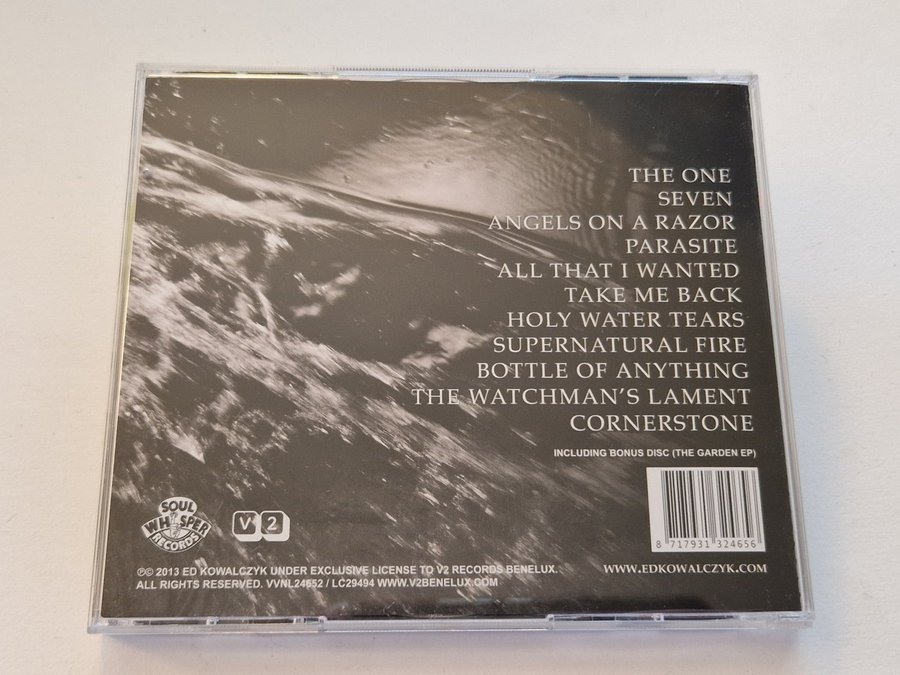 THE ONE
SEVEN
ANGELS ON A RAZOR
PARASITE
ALL THAT I WANTED
TAKE ME BACK
HOLY WATER TEARS
SUPERNATURAL FIRE
BOTTLE OF ANYTHING
THE WATCHMAN'S LAMENT
CORNERSTONE
INCLUDING BONUS DISC (THE GARDEN EP)
SOUL
WHISPER
RECORDS
V2
8 717931 324656
℗© 2013 ED KOWALCZYK UNDER EXCLUSIVE LICENSE TO V2 RECORDS BENELUX.
ALL RIGHTS RESERVED. VVNL24652 / LC29494 WWW.V2BENELUX.COM
WWW.EDKOWALCZYK.COM